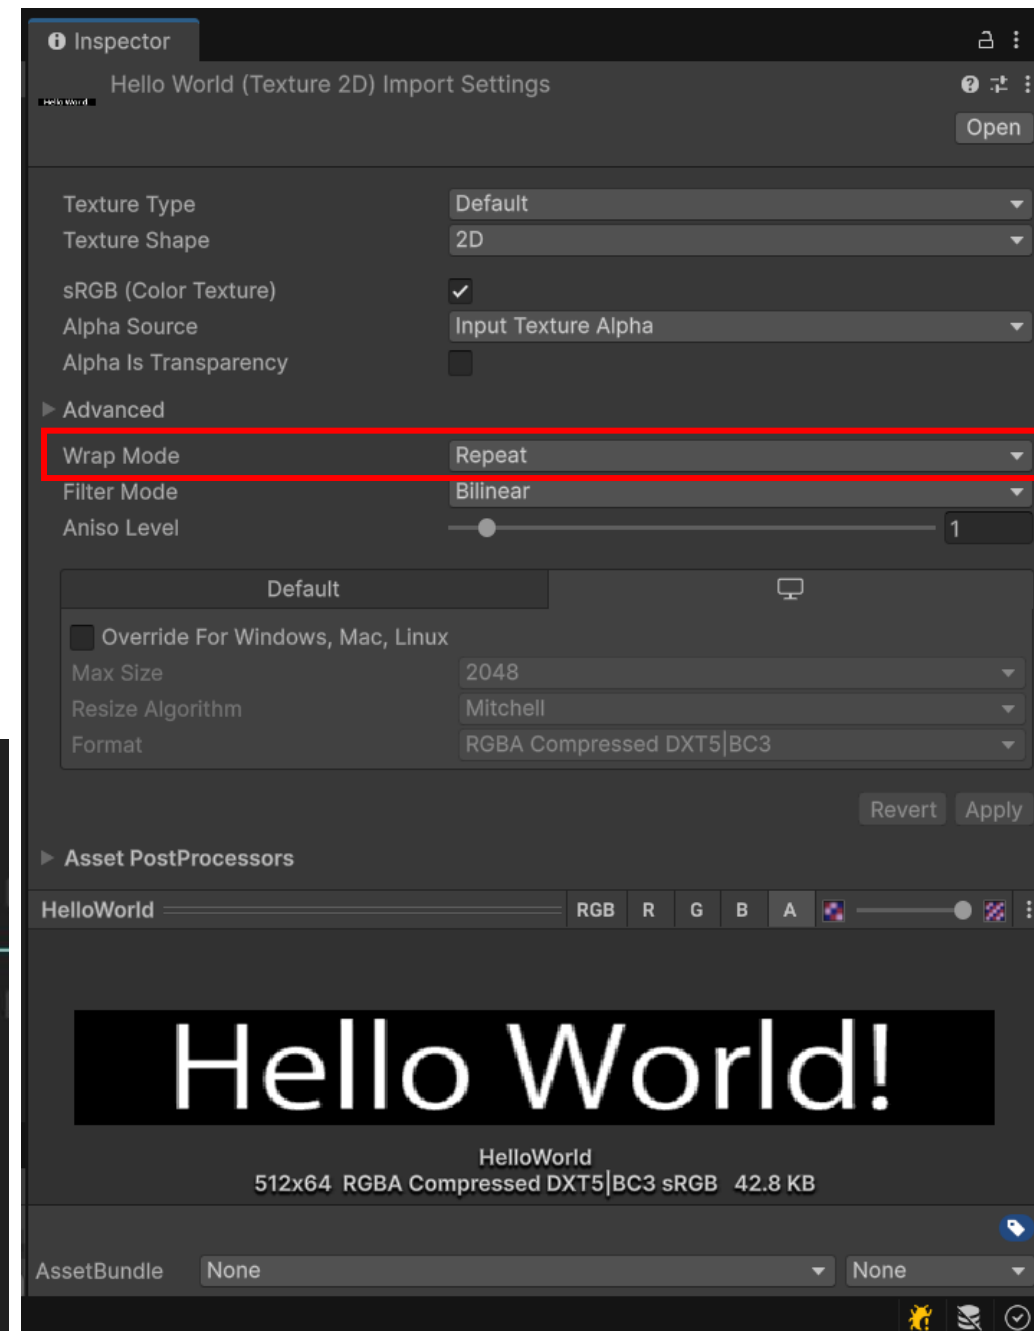 Inspector
Hello World (Texture 2D) Import Settings
Hello World
Open
Texture Type Default
Texture Shape 2D
sRGB (Color Texture)
Alpha Source Input Texture Alpha
Alpha Is Transparency
Advanced
Wrap Mode Repeat
Filter Mode Bilinear
Aniso Level 1
Default
Override For Windows, Mac, Linux
Max Size 2048
Resize Algorithm Mitchell
Format RGBA Compressed DXT5|BC3
Revert Apply
Asset PostProcessors
HelloWorld RGB R G B A
Hello World!
HelloWorld
512x64 RGBA Compressed DXT5|BC3 sRGB 42.8 KB
AssetBundle None None